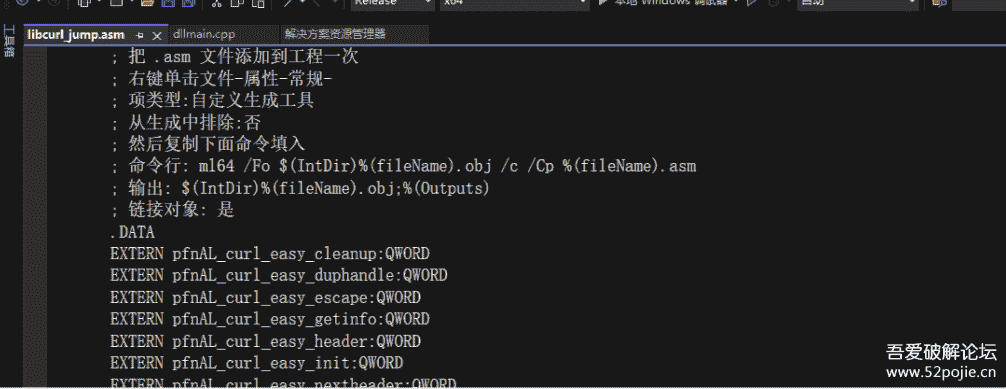 Release x64 本地 Windows 调试器 自动
工具箱
libcurl_jump.asm dllmain.cpp 解决方案资源管理器
; 把 .asm 文件添加到工程一次
; 右键单击文件-属性-常规-
; 项类型:自定义生成工具
; 从生成中排除:否
; 然后复制下面命令填入
; 命令行: ml64 /Fo $(IntDir)%(fileName).obj /c /Cp %(fileName).asm
; 输出: $(IntDir)%(fileName).obj;%(Outputs)
; 链接对象: 是
.DATA
EXTERN pfnAL_curl_easy_cleanup:QWORD
EXTERN pfnAL_curl_easy_duphandle:QWORD
EXTERN pfnAL_curl_easy_escape:QWORD
EXTERN pfnAL_curl_easy_getinfo:QWORD
EXTERN pfnAL_curl_easy_header:QWORD
EXTERN pfnAL_curl_easy_init:QWORD
EXTERN pfnAL_curl_easy_nextheader:QWORD
吾爱破解论坛
www.52pojie.cn